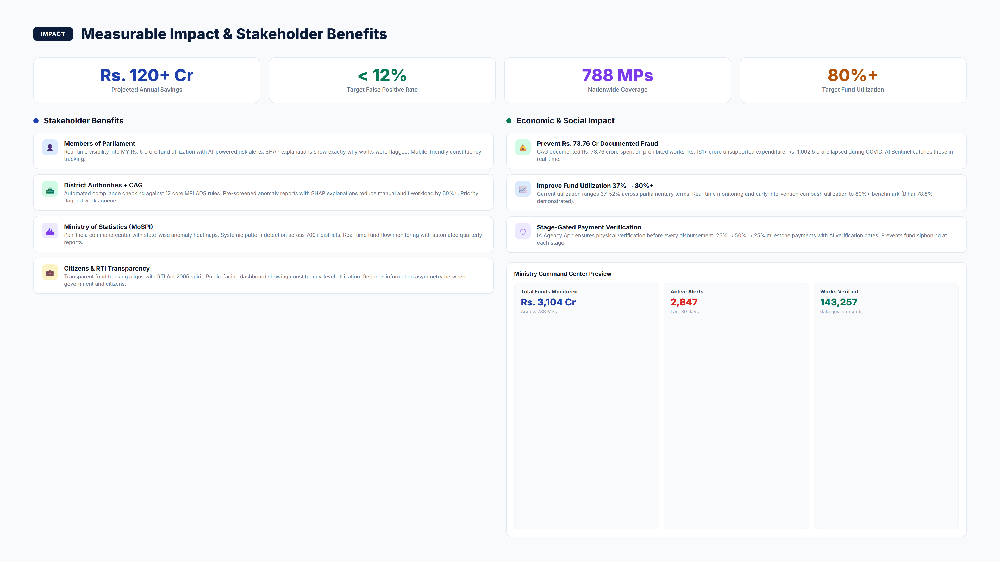 IMPACT
Measurable Impact & Stakeholder Benefits
Rs. 120+ Cr
Projected Annual Savings
< 12%
Target False Positive Rate
788 MPs
Nationwide Coverage
80%+
Target Fund Utilization
Stakeholder Benefits
Members of Parliament
Real-time visibility into MY Rs. 5 crore fund utilization with AI-powered risk alerts. SHAP explanations show exactly why works were flagged. Mobile-friendly constituency
tracking.
District Authorities + CAG
Automated compliance checking against 12 core MPLADS rules. Pre-screened anomaly reports with SHAP explanations reduce manual audit workload by 60%+. Priority
flagged works queue.
Ministry of Statistics (MoSPI)
Pan-India command center with state-wise anomaly heatmaps. Systemic pattern detection across 700+ districts. Real-time fund flow monitoring with automated quarterly
reports.
Citizens & RTI Transparency
Transparent fund tracking aligns with RTI Act 2005 spirit. Public-facing dashboard showing constituency-level utilization. Reduces information asymmetry between
government and citizens.
Economic & Social Impact
Prevent Rs. 73.76 Cr Documented Fraud
CAG documented Rs. 73.76 crore spent on prohibited works. Rs. 161+ crore unsupported expenditure. Rs. 1,092.5 crore lapsed during COVID. AI Sentinel catches these in
real-time.
Improve Fund Utilization 37% → 80%+
Current utilization ranges 37-52% across parliamentary terms. Real-time monitoring and early intervention can push utilization to 80%+ benchmark (Bihar 78.8%
demonstrated).
Stage-Gated Payment Verification
IA Agency App ensures physical verification before every disbursement. 25% → 50% → 25% milestone payments with AI verification gates. Prevents fund siphoning at
each stage.
Ministry Command Center Preview
Total Funds Monitored
Rs. 3,104 Cr
Across 788 MPs
Active Alerts
2,847
Last 30 days
Works Verified
143,257
data.gov.in records